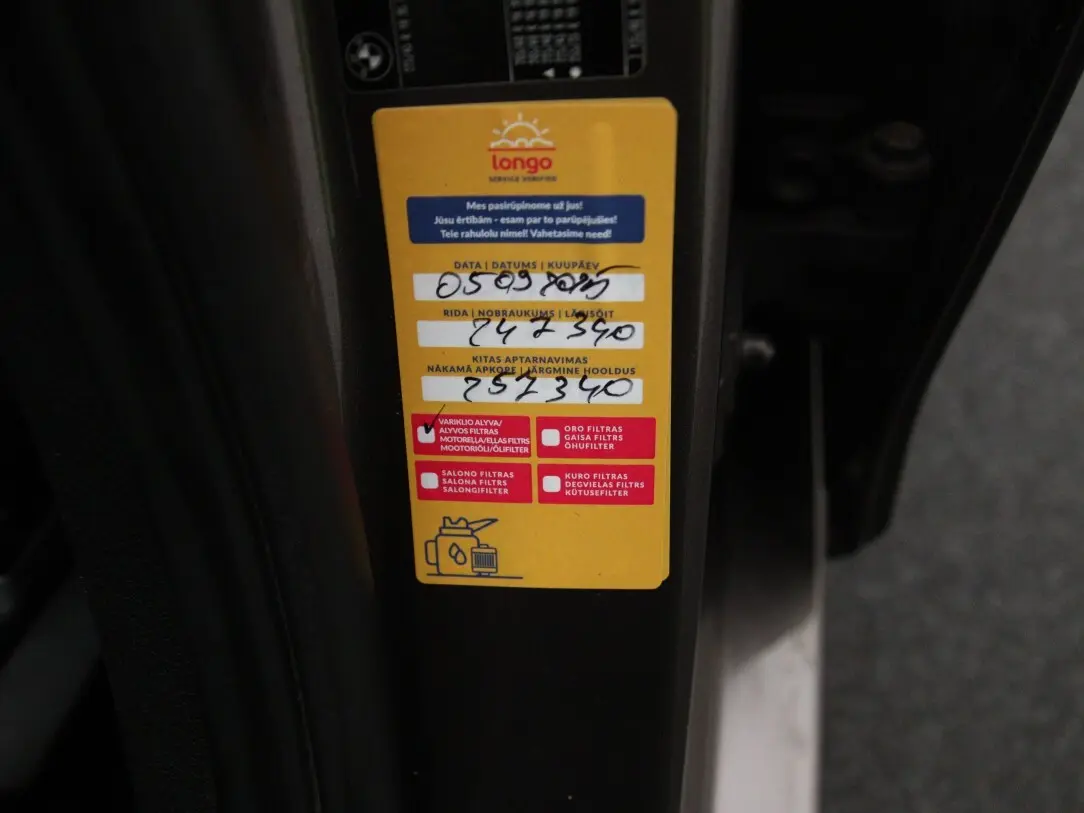 longo
SERVICE VERIFIED
Mes pasirūpinome už jus!
Jūsu ērtībām - esam par to parūpējušies!
Teie rahulolu nimel! Vahetasime need!
DATA | DATUMS | KUUPÄEV
05 09 2025
RIDA | NOBRAUKUMS | LÄBISÕIT
247 340
KITAS APTARNAVIMAS
NĀKAMĀ APKOPE | JÄRGMINE HOOLDUS
257 340
VARIKLIO ALYVA/
ALYVOS FILTRAS
MOTOREĻĻA/EĻĻAS FILTRS
MOOTORIÕLI/ÕLIFILTER
ORO FILTRAS
GAISA FILTRS
ÕHUFILTER
SALONO FILTRAS
SALONA FILTRS
SALONGIFILTER
KURO FILTRAS
DEGVIELAS FILTRS
KÜTUSEFILTER